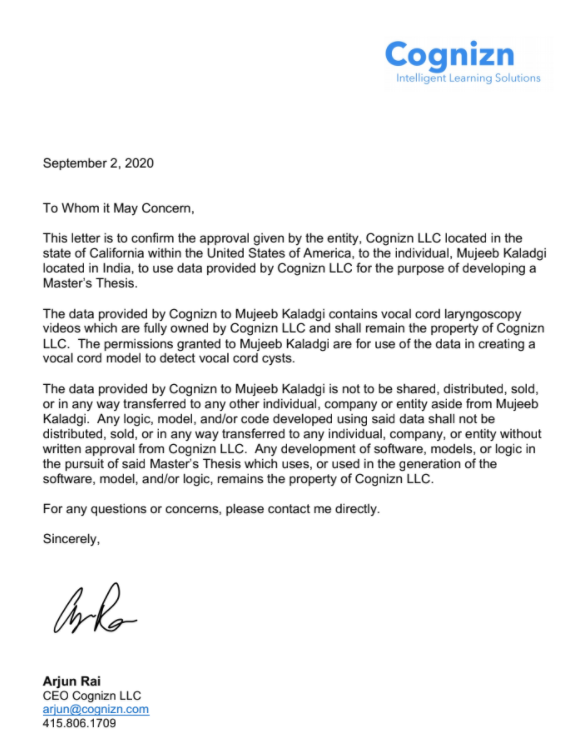 Cognizn
Intelligent Learning Solutions
September 2, 2020
To Whom it May Concern,
This letter is to confirm the approval given by the entity, Cognizn LLC located in the
state of California within the United States of America, to the individual, Mujeeb Kaladgi
located in India, to use data provided by Cognizn LLC for the purpose of developing a
Master's Thesis.
The data provided by Cognizn to Mujeeb Kaladgi contains vocal cord laryngoscopy
videos which are fully owned by Cognizn LLC and shall remain the property of Cognizn
LLC. The permissions granted to Mujeeb Kaladgi are for use of the data in creating a
vocal cord model to detect vocal cord cysts.
The data provided by Cognizn to Mujeeb Kaladgi is not to be shared, distributed, sold,
or in any way transferred to any other individual, company or entity aside from Mujeeb
Kaladgi. Any logic, model, and/or code developed using said data shall not be
distributed, sold, or in any way transferred to any individual, company, or entity without
written approval from Cognizn LLC. Any development of software, models, or logic in
the pursuit of said Master's Thesis which uses, or used in the generation of the
software, model, and/or logic, remains the property of Cognizn LLC.
For any questions or concerns, please contact me directly.
Sincerely,
Arjun Rai
CEO Cognizn LLC
arjun@cognizn.com
415.806.1709